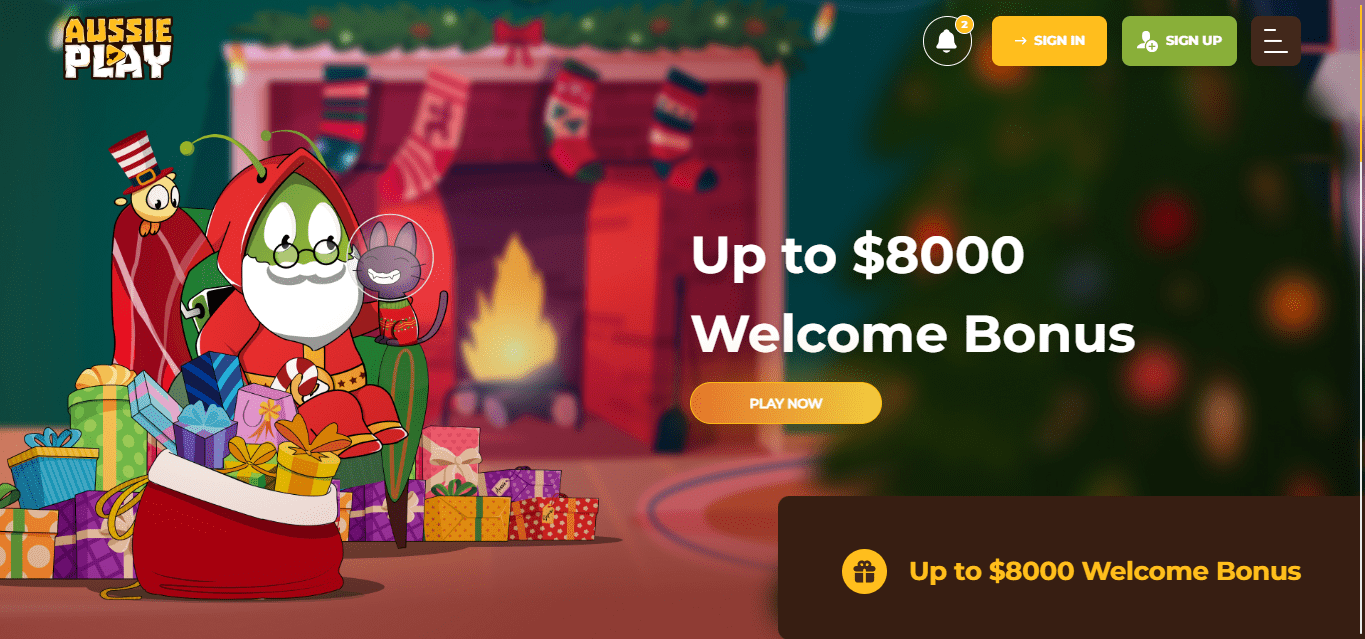 AUSSIE
PLAY
2
→ SIGN IN
SIGN UP
Up to $8000
Welcome Bonus
PLAY NOW
Up to $8000 Welcome Bonus